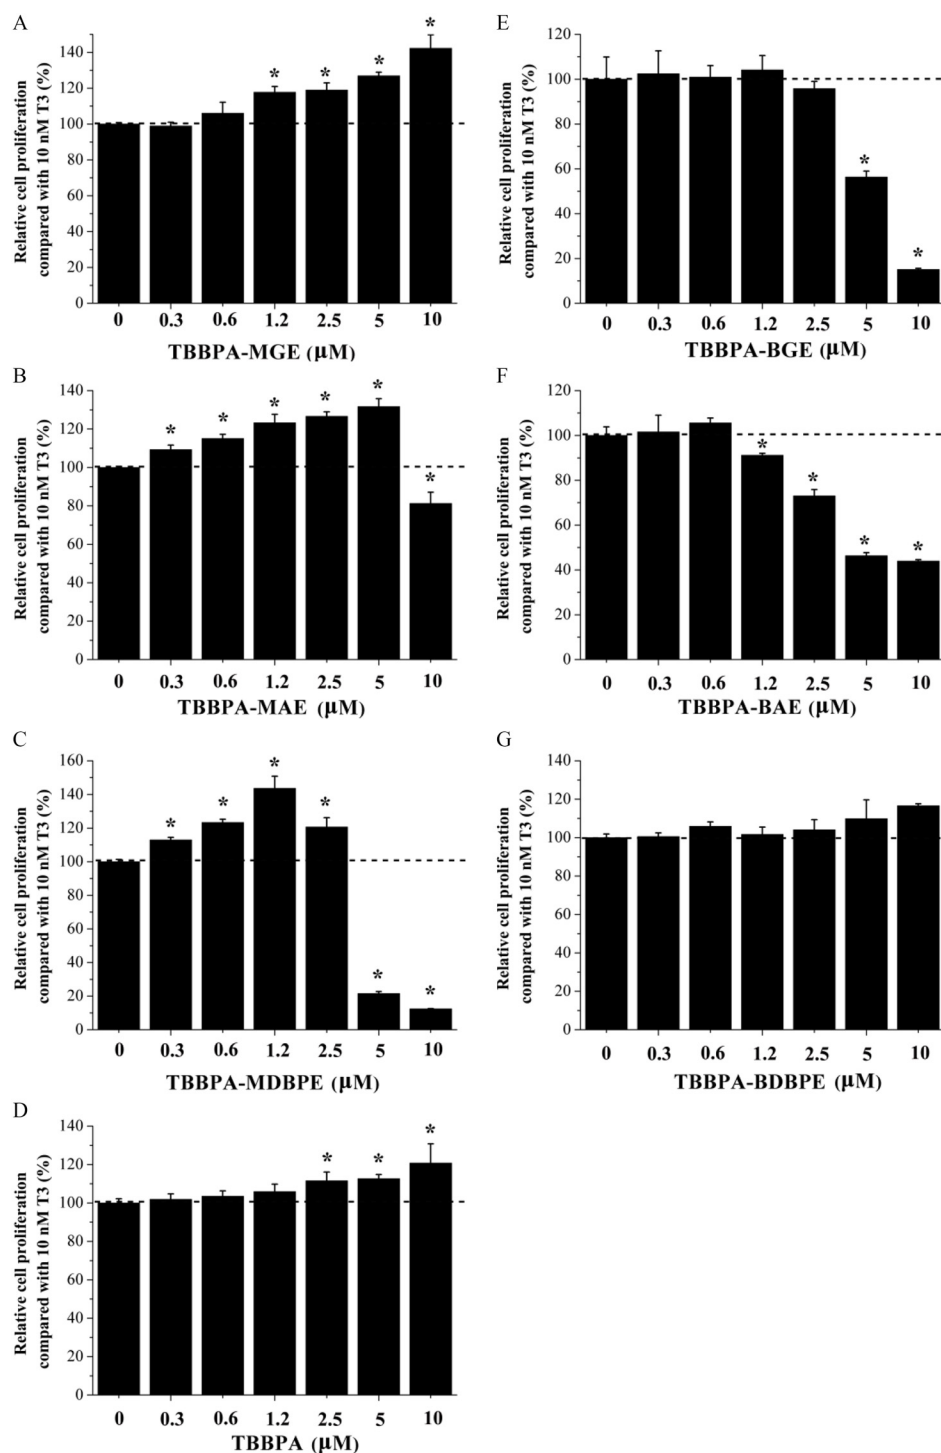 A
Relative cell proliferation
compared with 10 nM T3 (%)
140
120
100
80
60
40
20
0
* * * *
0 0.3 0.6 1.2 2.5 5 10
TBBPA-MGE (µM)
B
Relative cell proliferation
compared with 10 nM T3 (%)
140
120
100
80
60
40
20
0
* * * * * *
0 0.3 0.6 1.2 2.5 5 10
TBBPA-MAE (µM)
C
Relative cell proliferation
compared with 10 nM T3 (%)
160
140
120
100
80
60
40
20
0
* * * * * *
0 0.3 0.6 1.2 2.5 5 10
TBBPA-MDBPE (µM)
D
Relative cell proliferation
compared with 10 nM T3 (%)
140
120
100
80
60
40
20
0
* * *
0 0.3 0.6 1.2 2.5 5 10
TBBPA (µM)
E
Relative cell proliferation
compared with 10 nM T3 (%)
120
100
80
60
40
20
0
* *
0 0.3 0.6 1.2 2.5 5 10
TBBPA-BGE (µM)
F
Relative cell proliferation
compared with 10 nM T3 (%)
120
100
80
60
40
20
0
* * * *
0 0.3 0.6 1.2 2.5 5 10
TBBPA-BAE (µM)
G
Relative cell proliferation
compared with 10 nM T3 (%)
140
120
100
80
60
40
20
0
0 0.3 0.6 1.2 2.5 5 10
TBBPA-BDBPE (µM)